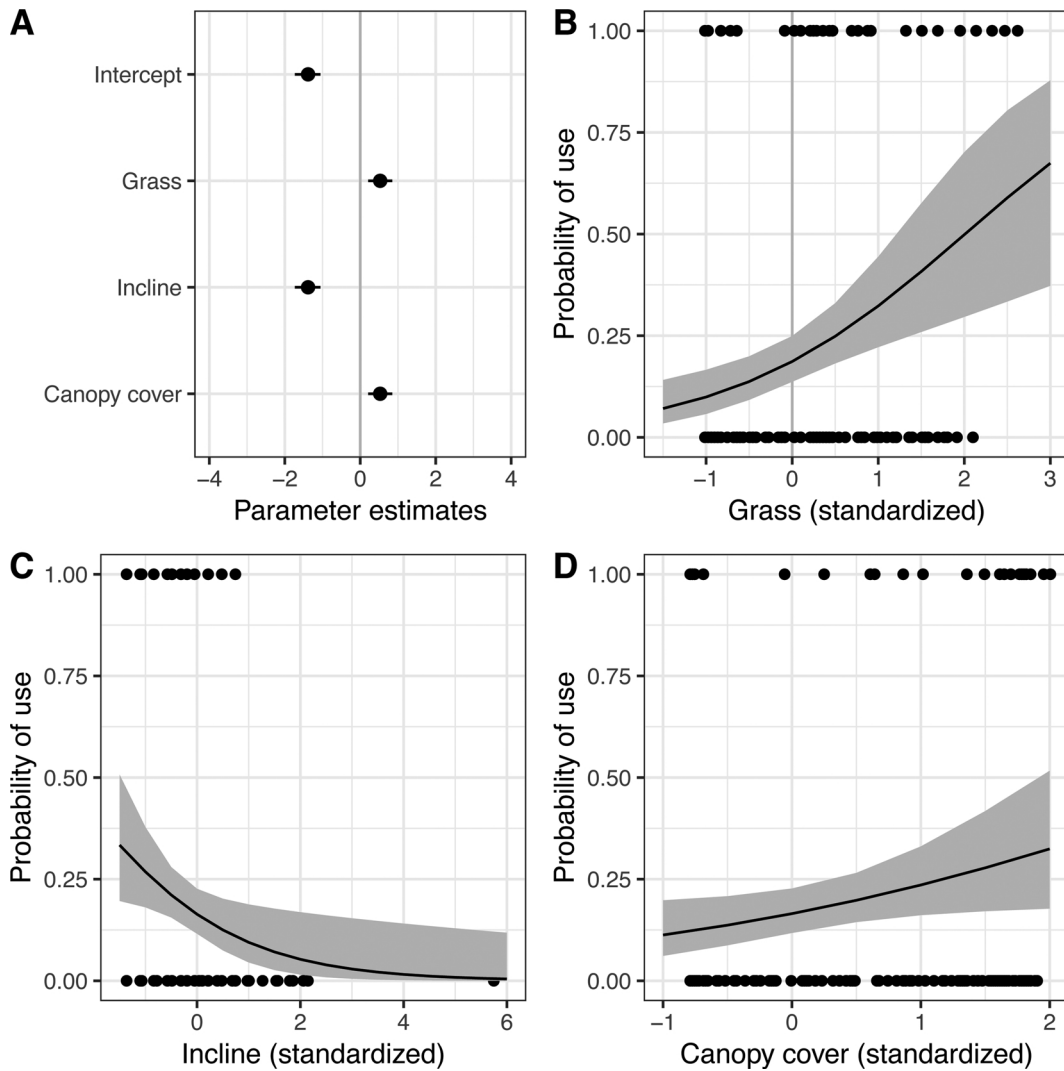 A
Intercept
Grass
Incline
Canopy cover
−4 −2 0 2 4
Parameter estimates
B
1.00
0.75
0.50
0.25
0.00
Probability of use
−1 0 1 2 3
Grass (standardized)
C
1.00
0.75
0.50
0.25
0.00
Probability of use
0 2 4 6
Incline (standardized)
D
1.00
0.75
0.50
0.25
0.00
Probability of use
−1 0 1 2
Canopy cover (standardized)